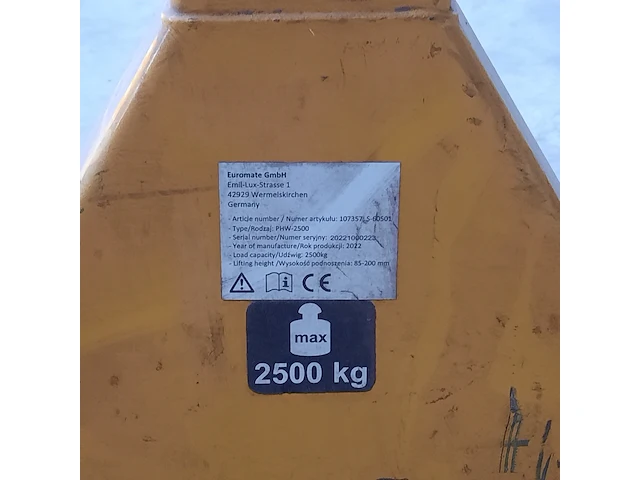 Euromate GmbH
Emil-Lux-Strasse 1
42929 Wermelskirchen
Germany
- Article number / Numer artykułu: 107357LS-60501
- Type/Rodzaj: PHW-2500
- Serial number/Numer seryjny: 20221000223
- Year of manufacture/Rok produkcji: 2022
- Load capacity/Udźwig: 2500kg
- Lifting height /Wysokość podnoszenia: 85-200 mm
CE
max
2500 kg